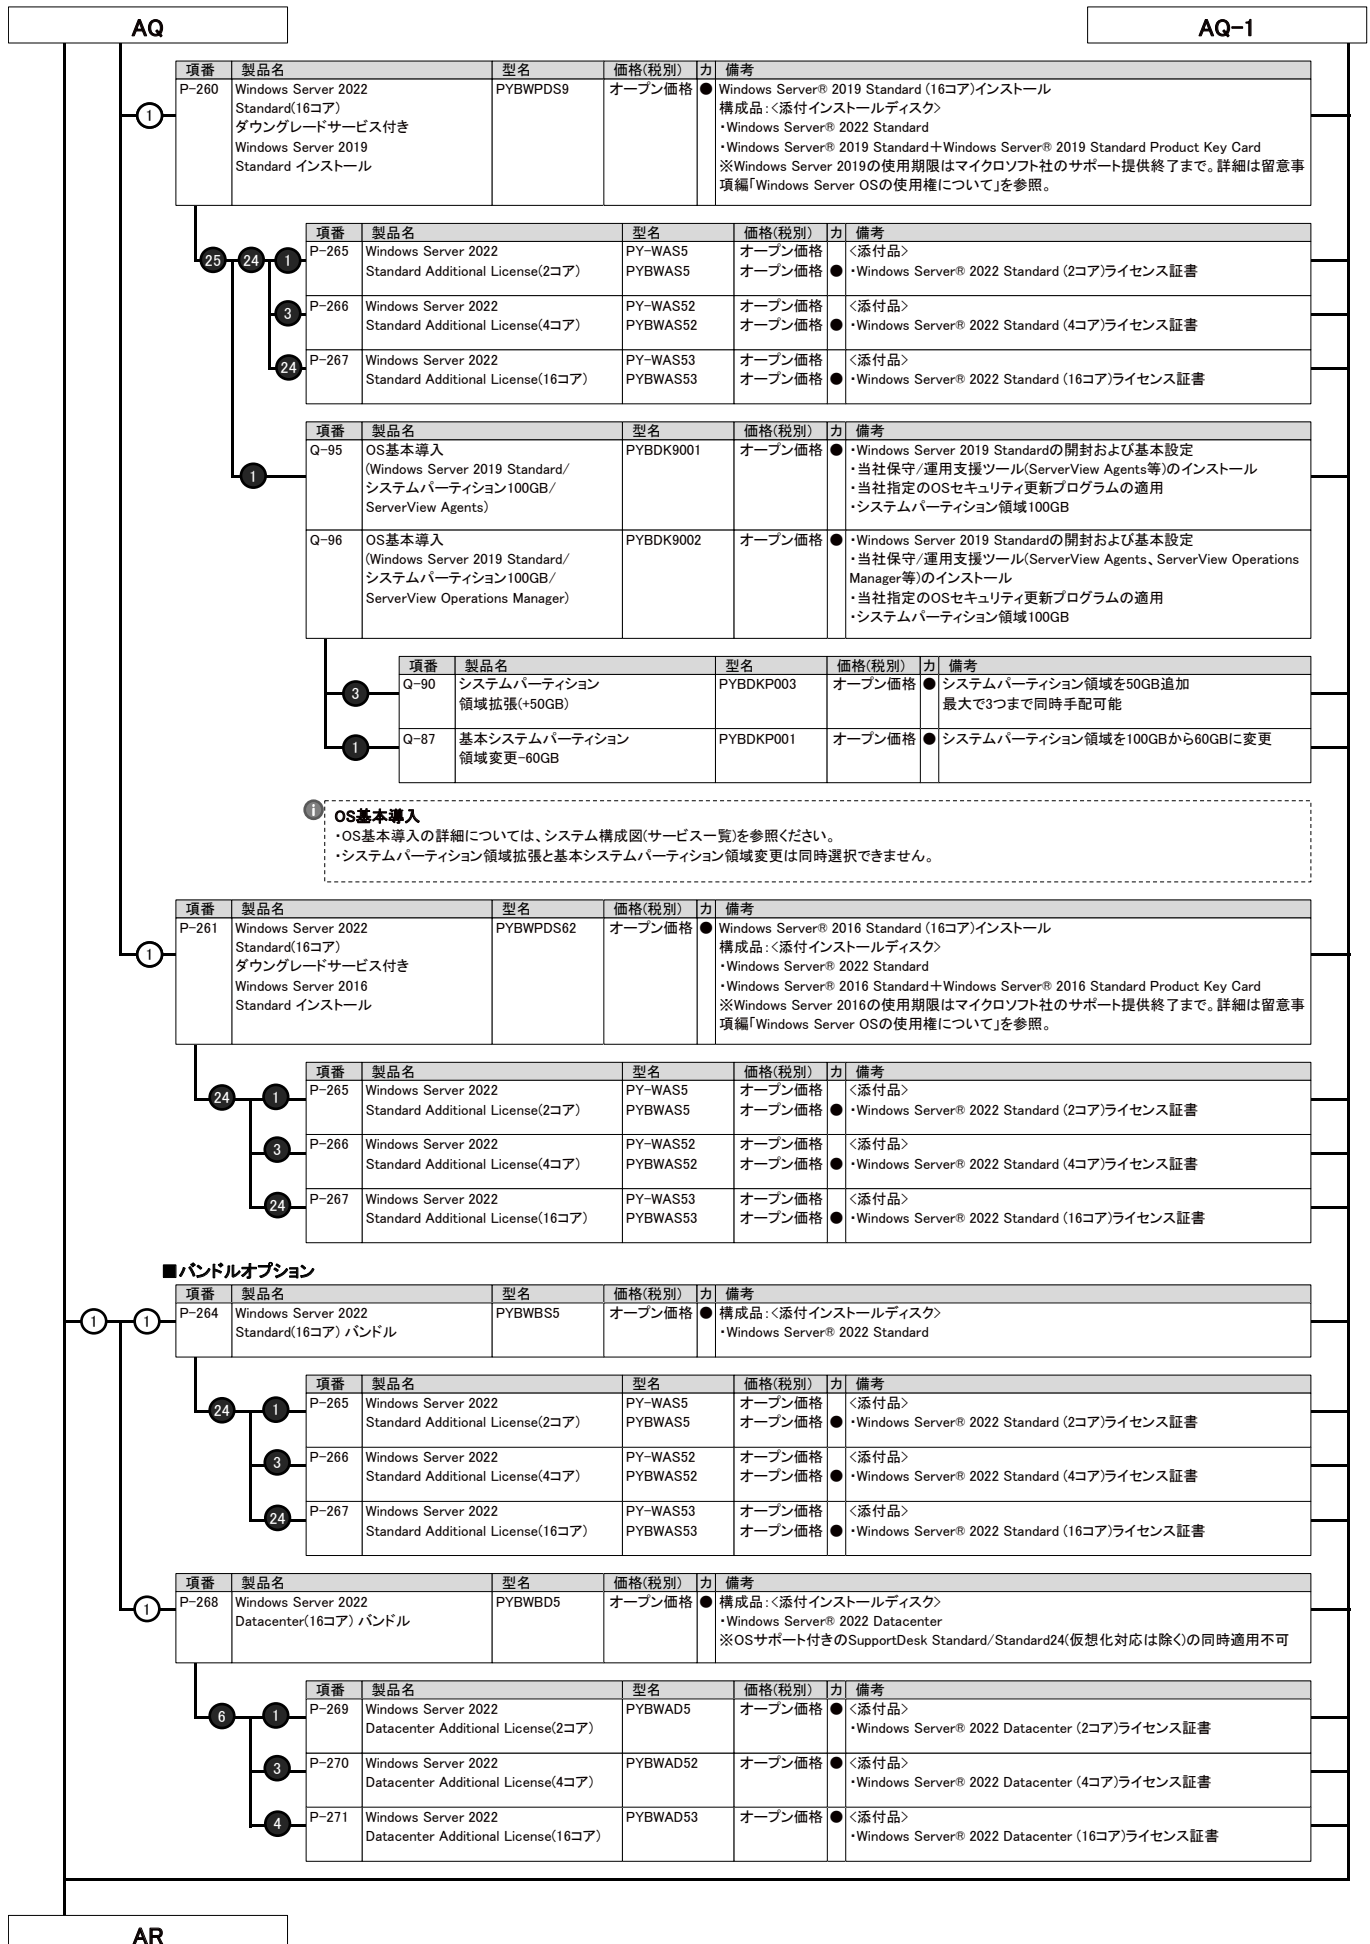 AQ
AQ-1
項番 製品名 型名 価格(税別) カ 備考
P-260 Windows Server 2022 PYBWPDS9 オープン価格 ● Windows Server® 2019 Standard (16コア)インストール
Standard(16コア) 構成品:<添付インストールディスク>
① ダウングレードサービス付き ・Windows Server® 2022 Standard
Windows Server 2019 ・Windows Server® 2019 Standard+Windows Server® 2019 Standard Product Key Card
Standard インストール ※Windows Server 2019の使用期限はマイクロソフト社のサポート提供終了まで。詳細は留意事
項編「Windows Server OSの使用権について」を参照。
項番 製品名 型名 価格(税別) カ 備考
25 24 1 P-265 Windows Server 2022 PY-WAS5 オープン価格 <添付品>
Standard Additional License(2コア) PYBWAS5 オープン価格 ● ・Windows Server® 2022 Standard (2コア)ライセンス証書
3 P-266 Windows Server 2022 PY-WAS52 オープン価格 <添付品>
Standard Additional License(4コア) PYBWAS52 オープン価格 ● ・Windows Server® 2022 Standard (4コア)ライセンス証書
24 P-267 Windows Server 2022 PY-WAS53 オープン価格 <添付品>
Standard Additional License(16コア) PYBWAS53 オープン価格 ● ・Windows Server® 2022 Standard (16コア)ライセンス証書
項番 製品名 型名 価格(税別) カ 備考
Q-95 OS基本導入 PYBDK9001 オープン価格 ● ・Windows Server 2019 Standardの開封および基本設定
1 (Windows Server 2019 Standard/ ・当社保守/運用支援ツール(ServerView Agents等)のインストール
システムパーティション100GB/ ・当社指定のOSセキュリティ更新プログラムの適用
ServerView Agents) ・システムパーティション領域100GB
Q-96 OS基本導入 PYBDK9002 オープン価格 ● ・Windows Server 2019 Standardの開封および基本設定
(Windows Server 2019 Standard/ ・当社保守/運用支援ツール(ServerView Agents、ServerView Operations
システムパーティション100GB/ Manager等)のインストール
ServerView Operations Manager) ・当社指定のOSセキュリティ更新プログラムの適用
・システムパーティション領域100GB
項番 製品名 型名 価格(税別) カ 備考
3 Q-90 システムパーティション PYBDKP003 オープン価格 ● システムパーティション領域を50GB追加
領域拡張(+50GB) 最大で3つまで同時手配可能
1 Q-87 基本システムパーティション PYBDKP001 オープン価格 ● システムパーティション領域を100GBから60GBに変更
領域変更-60GB
i OS基本導入
・OS基本導入の詳細については、システム構成図(サービス一覧)を参照ください。
・システムパーティション領域拡張と基本システムパーティション領域変更は同時選択できません。
項番 製品名 型名 価格(税別) カ 備考
P-261 Windows Server 2022 PYBWPDS62 オープン価格 ● Windows Server® 2016 Standard (16コア)インストール
① Standard(16コア) 構成品:<添付インストールディスク>
ダウングレードサービス付き ・Windows Server® 2022 Standard
Windows Server 2016 ・Windows Server® 2016 Standard+Windows Server® 2016 Standard Product Key Card
Standard インストール ※Windows Server 2016の使用期限はマイクロソフト社のサポート提供終了まで。詳細は留意事
項編「Windows Server OSの使用権について」を参照。
項番 製品名 型名 価格(税別) カ 備考
24 1 P-265 Windows Server 2022 PY-WAS5 オープン価格 <添付品>
Standard Additional License(2コア) PYBWAS5 オープン価格 ● ・Windows Server® 2022 Standard (2コア)ライセンス証書
3 P-266 Windows Server 2022 PY-WAS52 オープン価格 <添付品>
Standard Additional License(4コア) PYBWAS52 オープン価格 ● ・Windows Server® 2022 Standard (4コア)ライセンス証書
24 P-267 Windows Server 2022 PY-WAS53 オープン価格 <添付品>
Standard Additional License(16コア) PYBWAS53 オープン価格 ● ・Windows Server® 2022 Standard (16コア)ライセンス証書
■バンドルオプション
項番 製品名 型名 価格(税別) カ 備考
① ① P-264 Windows Server 2022 PYBWBS5 オープン価格 ● 構成品:<添付インストールディスク>
Standard(16コア) バンドル ・Windows Server® 2022 Standard
項番 製品名 型名 価格(税別) カ 備考
24 1 P-265 Windows Server 2022 PY-WAS5 オープン価格 <添付品>
Standard Additional License(2コア) PYBWAS5 オープン価格 ● ・Windows Server® 2022 Standard (2コア)ライセンス証書
3 P-266 Windows Server 2022 PY-WAS52 オープン価格 <添付品>
Standard Additional License(4コア) PYBWAS52 オープン価格 ● ・Windows Server® 2022 Standard (4コア)ライセンス証書
24 P-267 Windows Server 2022 PY-WAS53 オープン価格 <添付品>
Standard Additional License(16コア) PYBWAS53 オープン価格 ● ・Windows Server® 2022 Standard (16コア)ライセンス証書
項番 製品名 型名 価格(税別) カ 備考
① P-268 Windows Server 2022 PYBWBD5 オープン価格 ● 構成品:<添付インストールディスク>
Datacenter(16コア) バンドル ・Windows Server® 2022 Datacenter
※OSサポート付きのSupportDesk Standard/Standard24(仮想化対応は除く)の同時適用不可
項番 製品名 型名 価格(税別) カ 備考
6 1 P-269 Windows Server 2022 PYBWAD5 オープン価格 ● <添付品>
Datacenter Additional License(2コア) ・Windows Server® 2022 Datacenter (2コア)ライセンス証書
3 P-270 Windows Server 2022 PYBWAD52 オープン価格 ● <添付品>
Datacenter Additional License(4コア) ・Windows Server® 2022 Datacenter (4コア)ライセンス証書
4 P-271 Windows Server 2022 PYBWAD53 オープン価格 ● <添付品>
Datacenter Additional License(16コア) ・Windows Server® 2022 Datacenter (16コア)ライセンス証書
AR